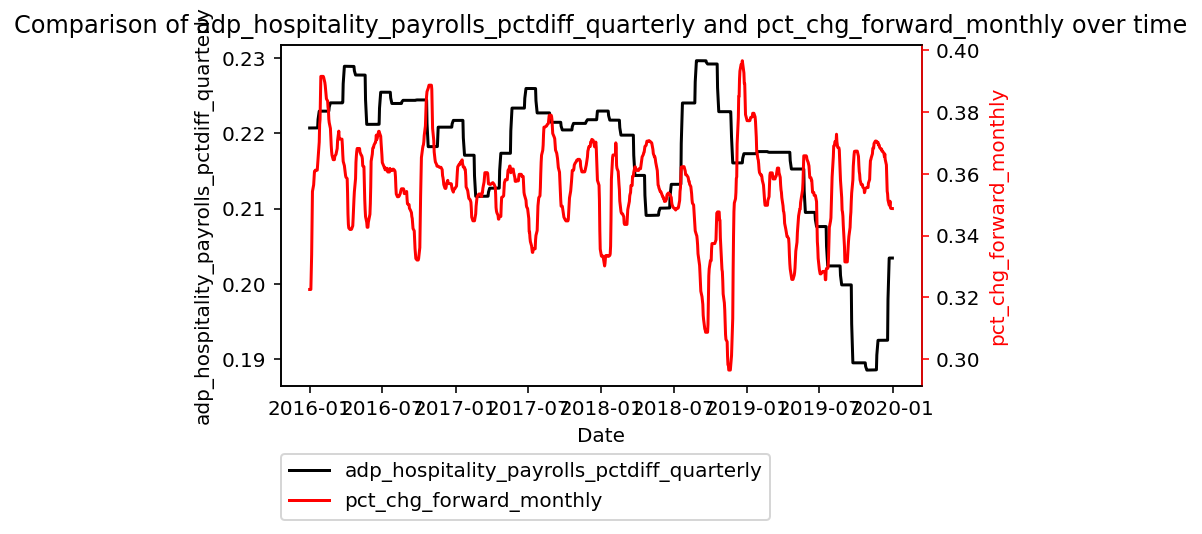 Comparison of adp_hospitality_payrolls_pctdiff_quarterly and pct_chg_forward_monthly over time
adp_hospitality_payrolls_pctdiff_quarterly
0.23
0.22
0.21
0.20
0.19
0.40
0.38
0.36
0.34
0.32
0.30
pct_chg_forward_monthly
2016-01 2016-07 2017-01 2017-07 2018-01 2018-07 2019-01 2019-07 2020-01
Date
adp_hospitality_payrolls_pctdiff_quarterly
pct_chg_forward_monthly